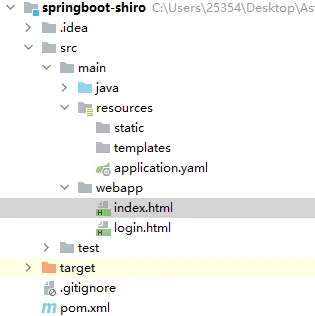 springboot-shiro C:\Users\25354\Desktop\As
.idea
src
main
java
resources
static
templates
application.yaml
webapp
index.html
login.html
test
target
.gitignore
pom.xml